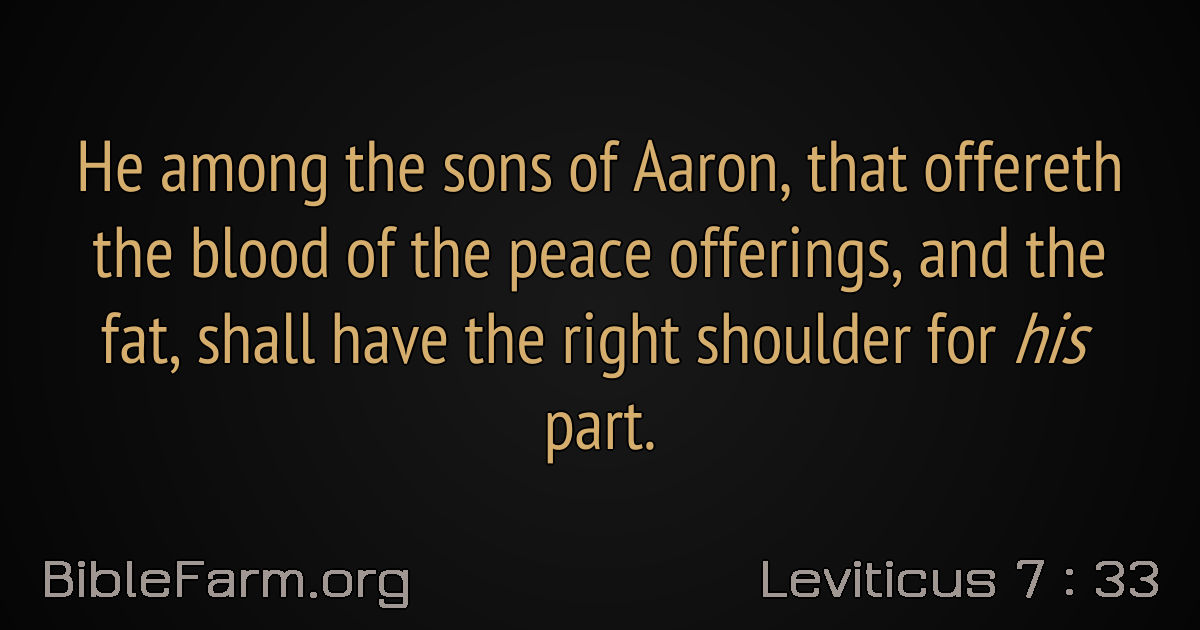 He among the sons of Aaron, that offereth
the blood of the peace offerings, and the
fat, shall have the right shoulder for his
part.
BibleFarm.org
Leviticus 7 : 33